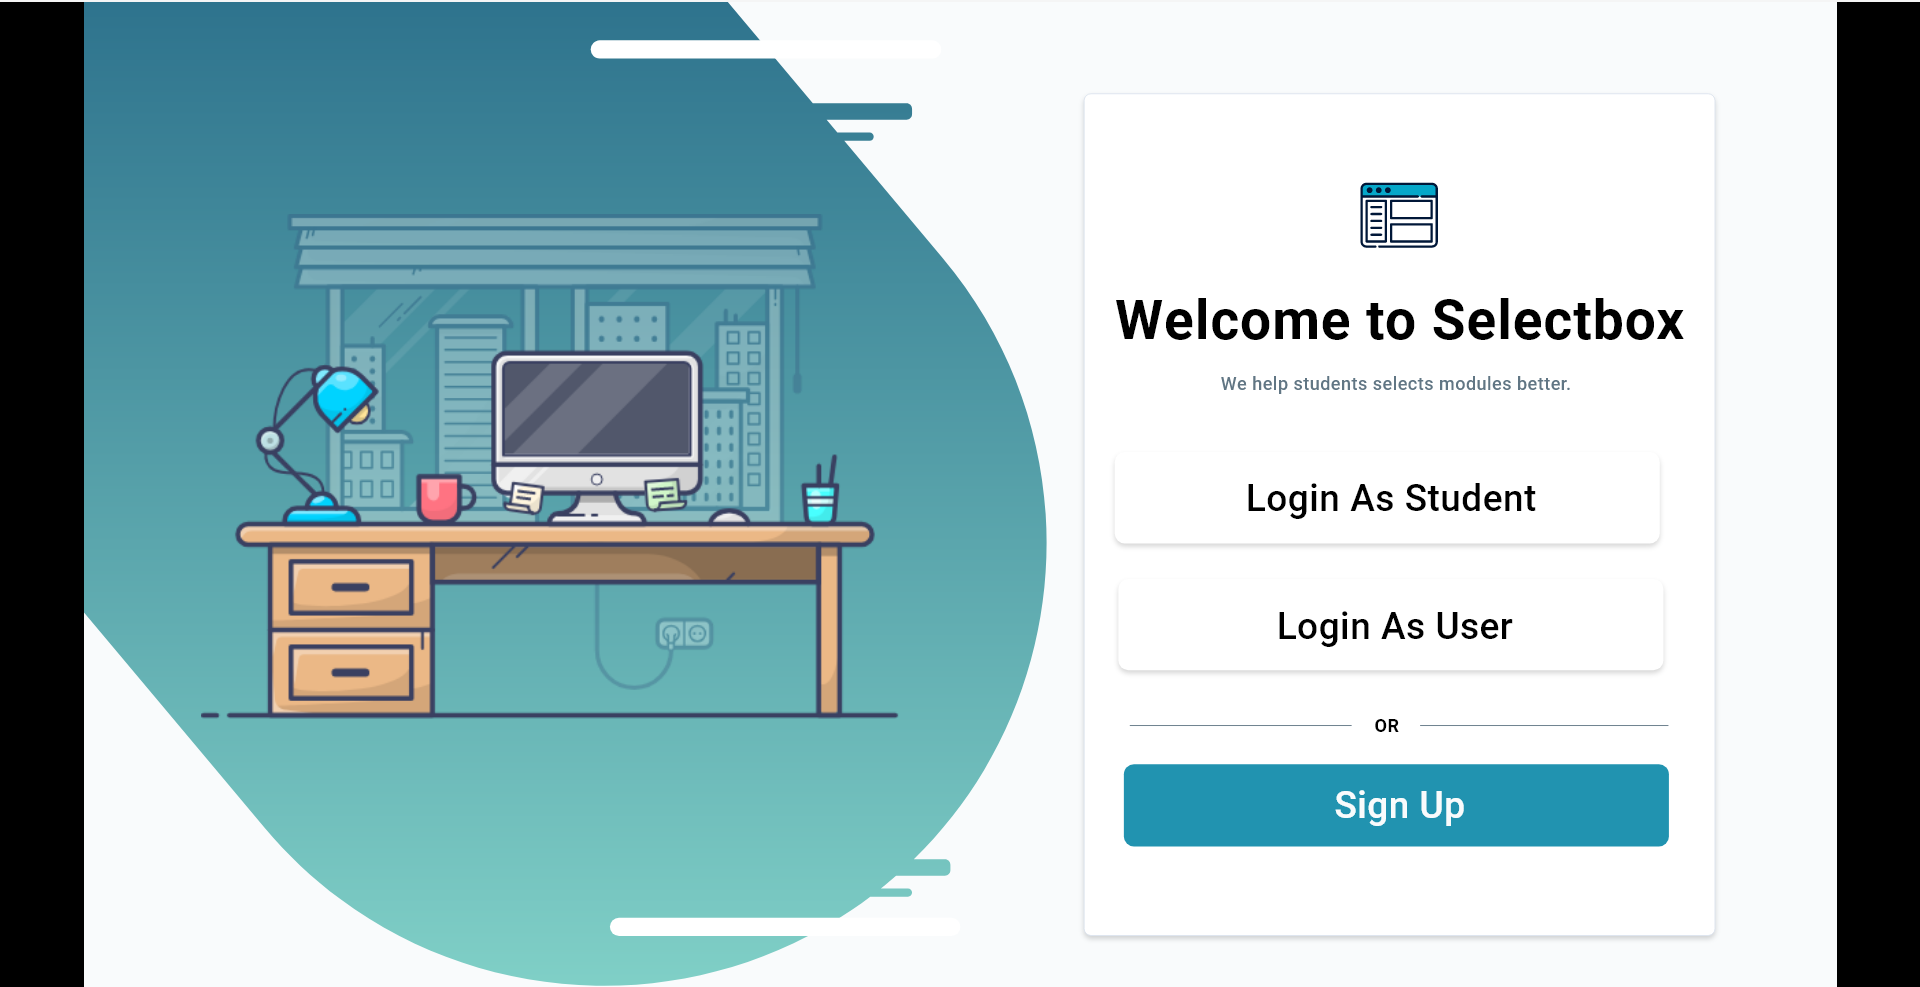 Welcome to Selectbox
We help students selects modules better.
Login As Student
Login As User
OR
Sign Up